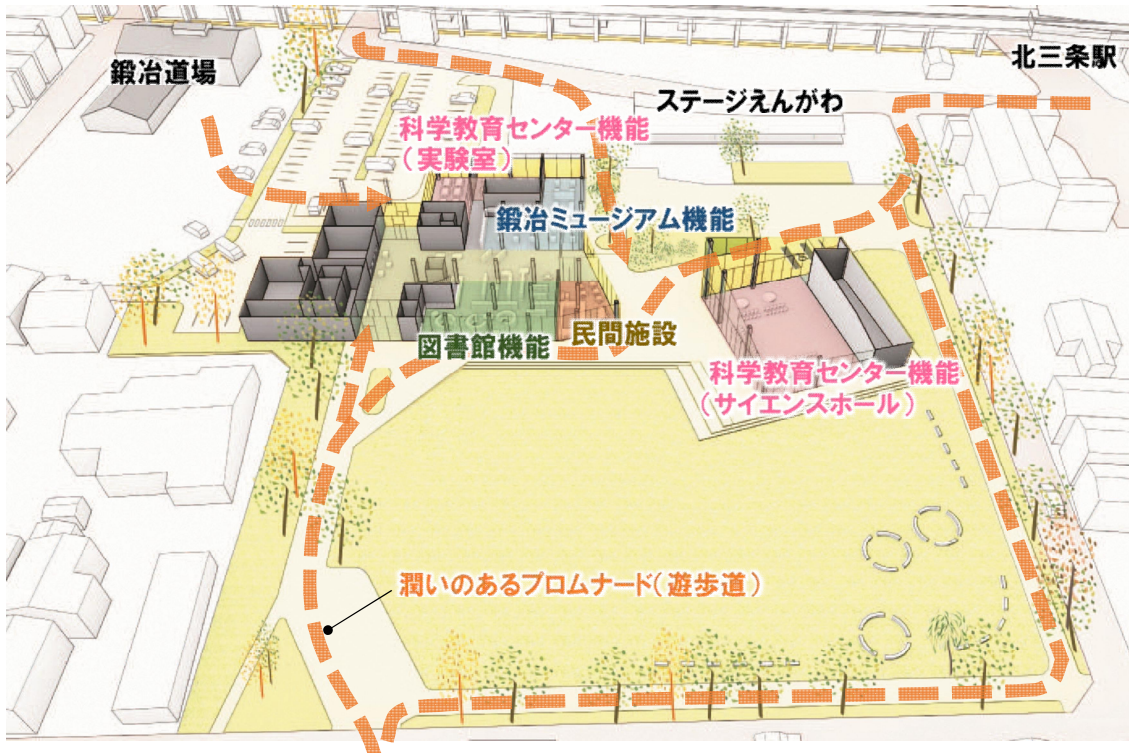 北三条駅
鍛冶道場
ステージえんがわ
科学教育センター機能
（実験室）
鍛冶ミュージアム機能
民間施設
図書館機能
科学教育センター機能
（サイエンスホール）
潤いのあるプロムナード（遊歩道）